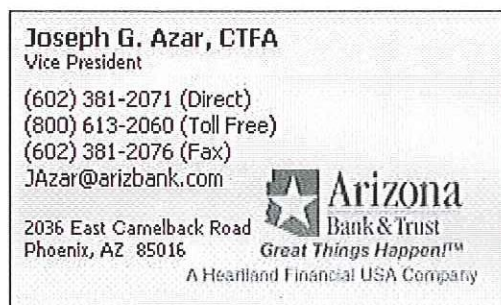 Joseph G. Azar, CTFA
Vice President
(602) 381-2071 (Direct)
(800) 613-2060 (Toll Free)
(602) 381-2076 (Fax)
JAzar@arizbank.com
2036 East Camelback Road
Phoenix, AZ 85016
Arizona
Bank & Trust
Great Things Happen!™
A Heartland Financial USA Company